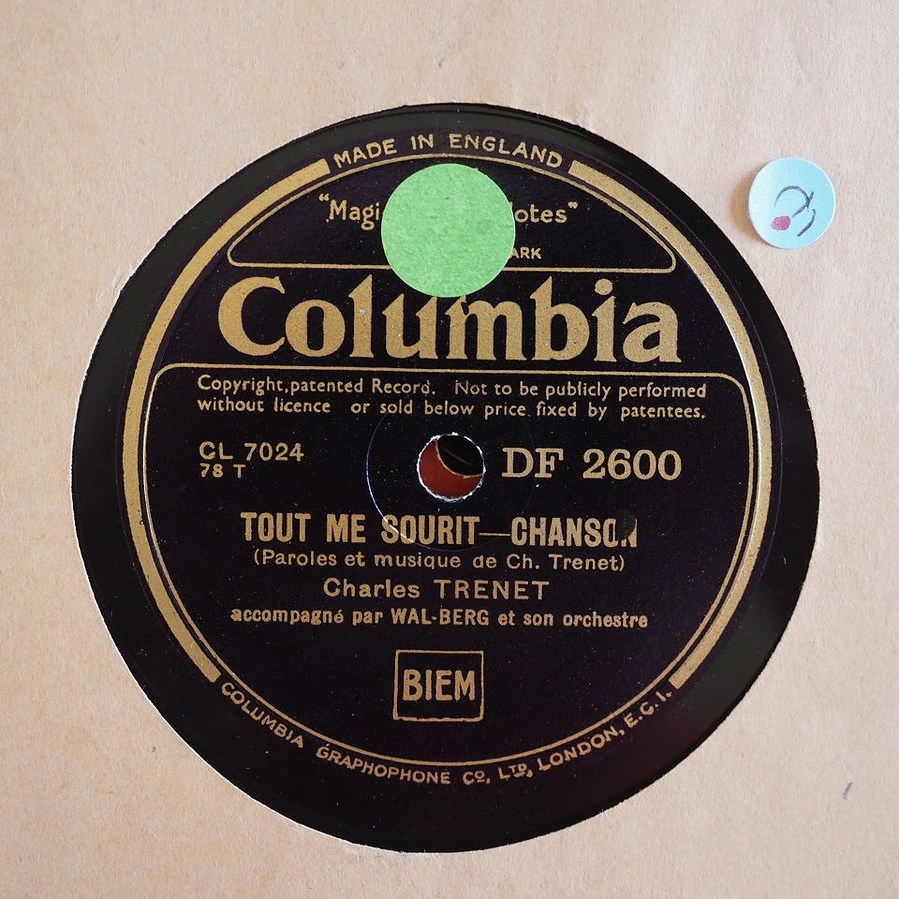 MADE IN ENGLAND
"Magi otes"
ARK
Columbia
Copyright, patented Record. Not to be publicly performed
without licence or sold below price fixed by patentees.
CL 7024
78 T
DF 2600
TOUT ME SOURIT—CHANSON
(Paroles et musique de Ch. Trenet)
Charles TRENET
accompagné par WAL-BERG et son orchestre
BIEM
COLUMBIA GRAPHOPHONE CO., LTD, LONDON, E.C.1.